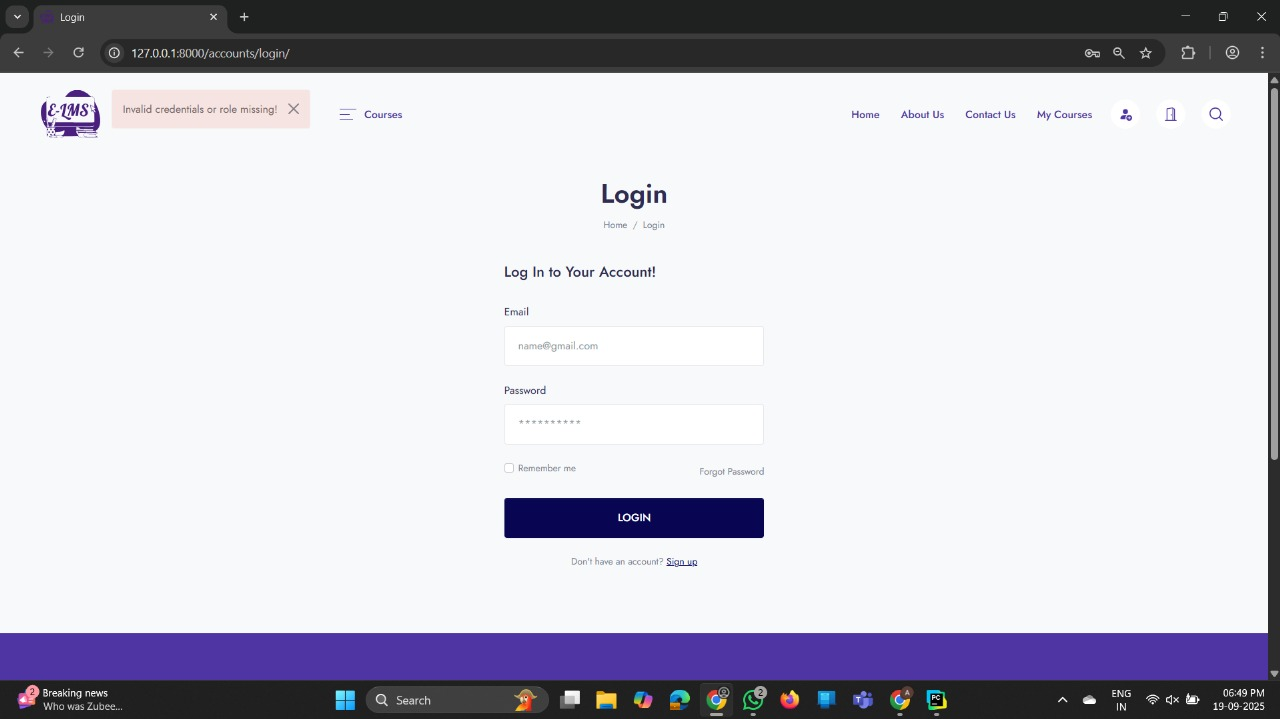 Login
127.0.0.1:8000/accounts/login/
E-LMS
Invalid credentials or role missing!
Courses
Home
About Us
Contact Us
My Courses
Login
Home / Login
Log In to Your Account!
Email
name@gmail.com
Password
**********
Remember me
Forgot Password
LOGIN
Don't have an account? Sign up
2
Breaking news
Who was Zubee...
Search
2
A
PC
ENG
IN
06:49 PM
19-09-2025